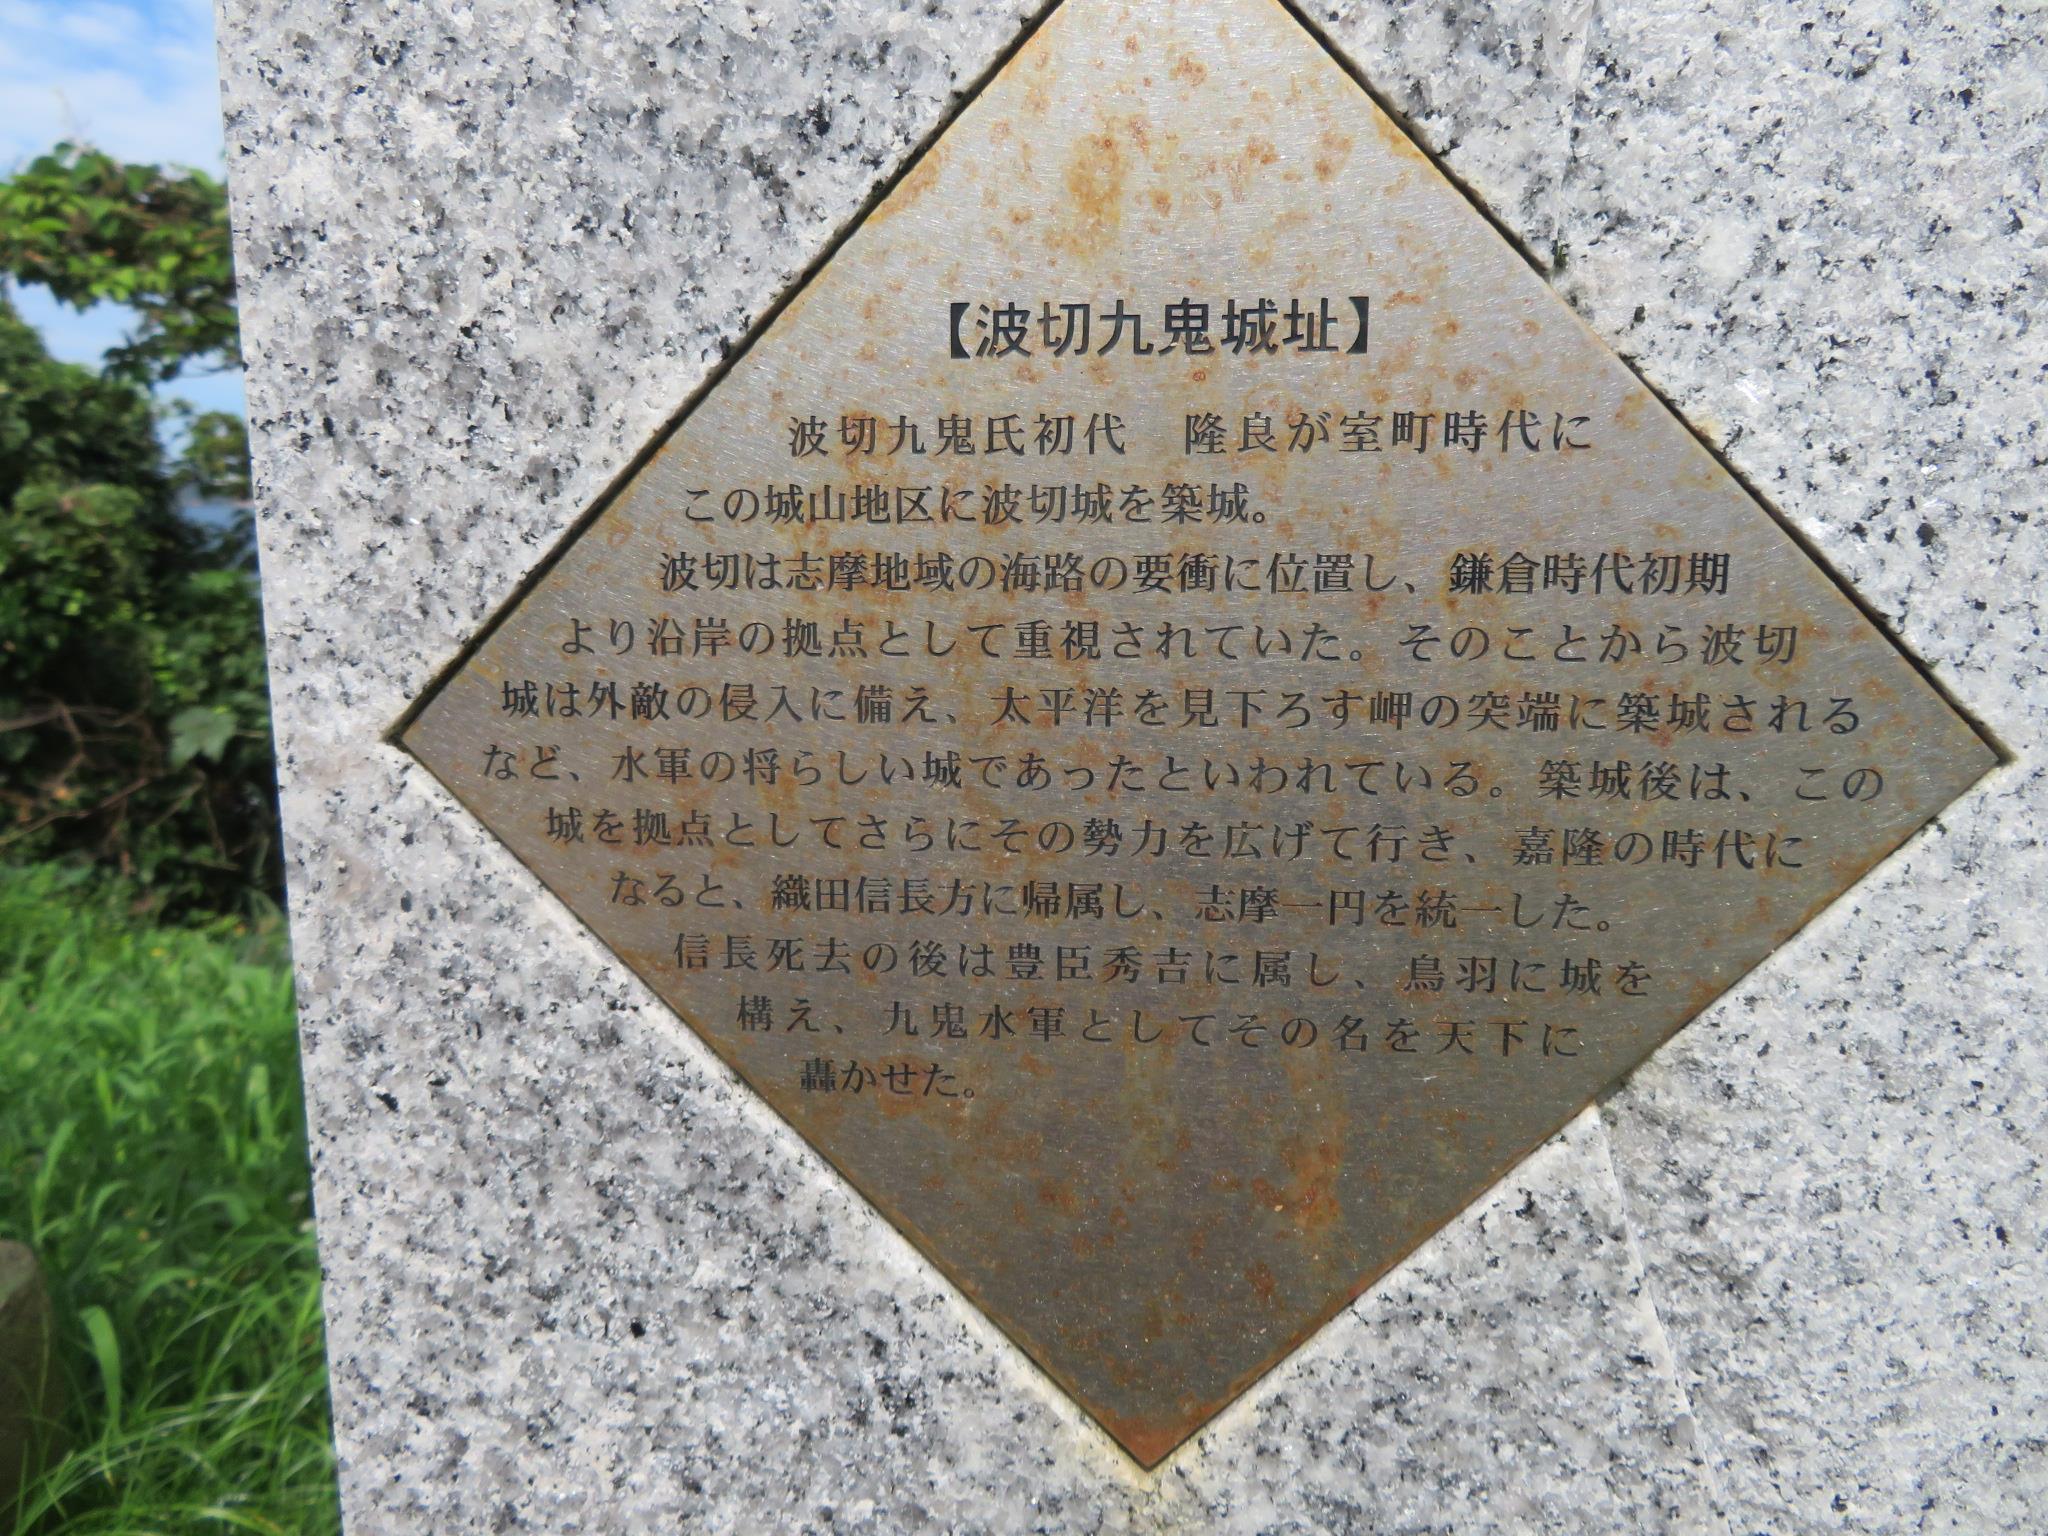 【波切九鬼城址】
波切九鬼氏初代　隆良が室町時代に
この城山地区に波切城を築城。
波切は志摩地域の海路の要衝に位置し、鎌倉時代初期
より沿岸の拠点として重視されていた。そのことから波切
城は外敵の侵入に備え、太平洋を見下ろす岬の突端に築城される
など、水軍の将らしい城であったといわれている。築城後は、この
城を拠点としてさらにその勢力を広げて行き、嘉隆の時代に
なると、織田信長方に帰属し、志摩一円を統一した。
信長死去の後は豊臣秀吉に属し、鳥羽に城を
構え、九鬼水軍としてその名を天下に
轟かせた。